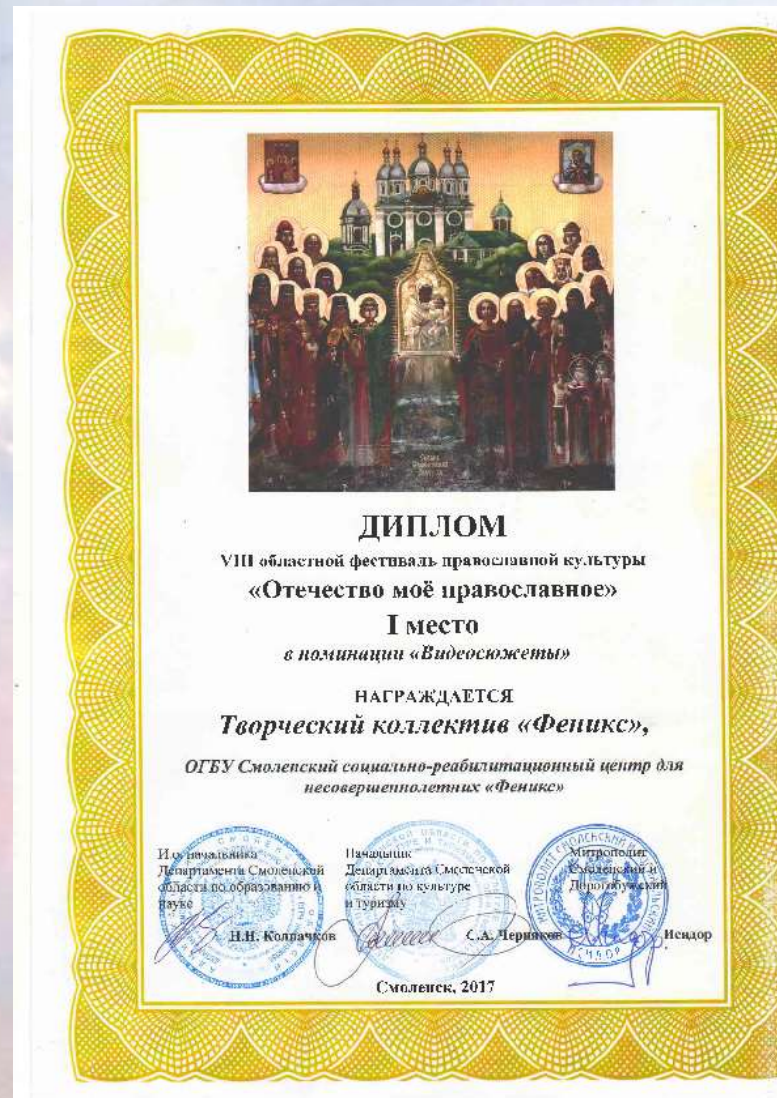 ДИПЛОМ
VIII областной фестиваль православной культуры
«Отечество моё православное»
I место
в номинации «Видеосюжеты»
НАГРАЖДАЕТСЯ
Творческий коллектив «Феникс»,
ОГБУ Смоленский социально-реабилитационный центр для
несовершеннолетних «Феникс»
И.о. начальника
Департамента Смоленской
области по образованию и
науке
Н.Н. Колпачков
Начальник
Департамента Смоленской
области по культуре
и туризму
С.А. Черняков
Митрополит
Смоленский и
Дорогобужский
Исидор
Смоленск, 2017